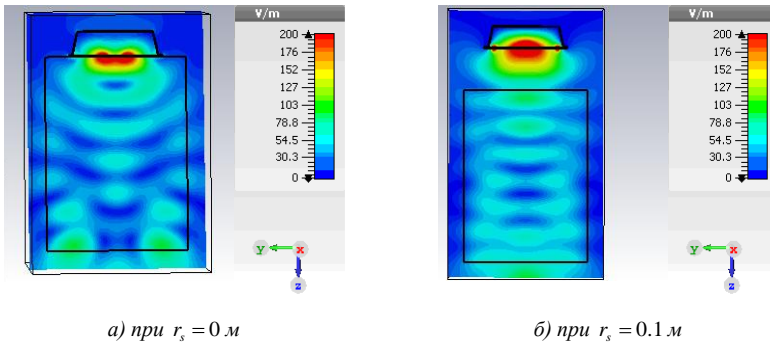 V/m
200
176
152
127
103
78.8
54.5
30.3
0
y
x
z
V/m
200
176
152
127
103
78.8
54.5
30.3
0
y
x
z
а) при r_s = 0 м
б) при r_s = 0.1 м